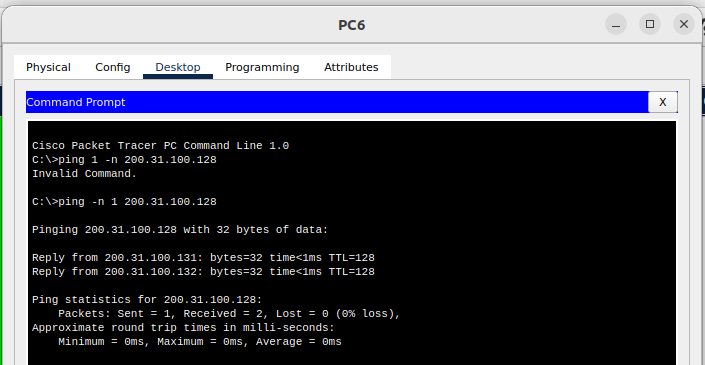 PC6
Physical Config Desktop Programming Attributes
Command Prompt X
Cisco Packet Tracer PC Command Line 1.0
C:\>ping 1 -n 200.31.100.128
Invalid Command.
C:\>ping -n 1 200.31.100.128
Pinging 200.31.100.128 with 32 bytes of data:
Reply from 200.31.100.131: bytes=32 time<1ms TTL=128
Reply from 200.31.100.132: bytes=32 time<1ms TTL=128
Ping statistics for 200.31.100.128:
Packets: Sent = 1, Received = 2, Lost = 0 (0% loss),
Approximate round trip times in milli-seconds:
Minimum = 0ms, Maximum = 0ms, Average = 0ms